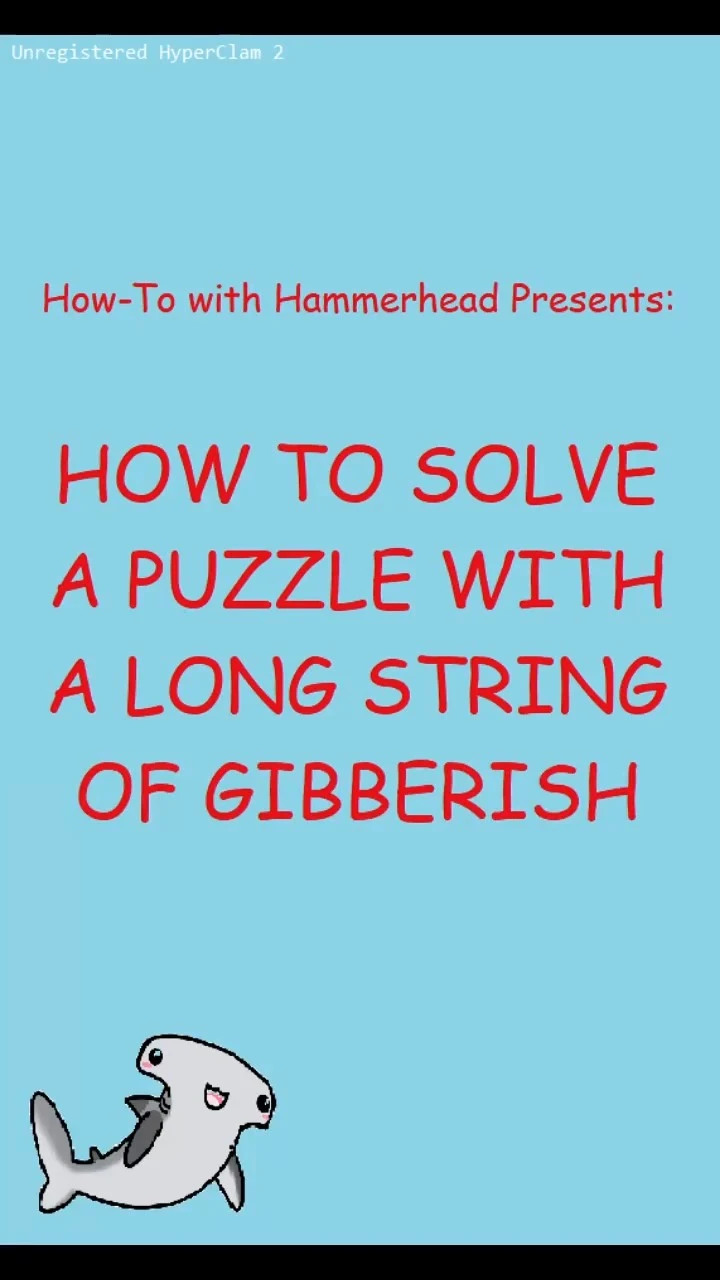 Unregistered HyperClam 2
How-To with Hammerhead Presents:
HOW TO SOLVE
A PUZZLE WITH
A LONG STRING
OF GIBBERISH